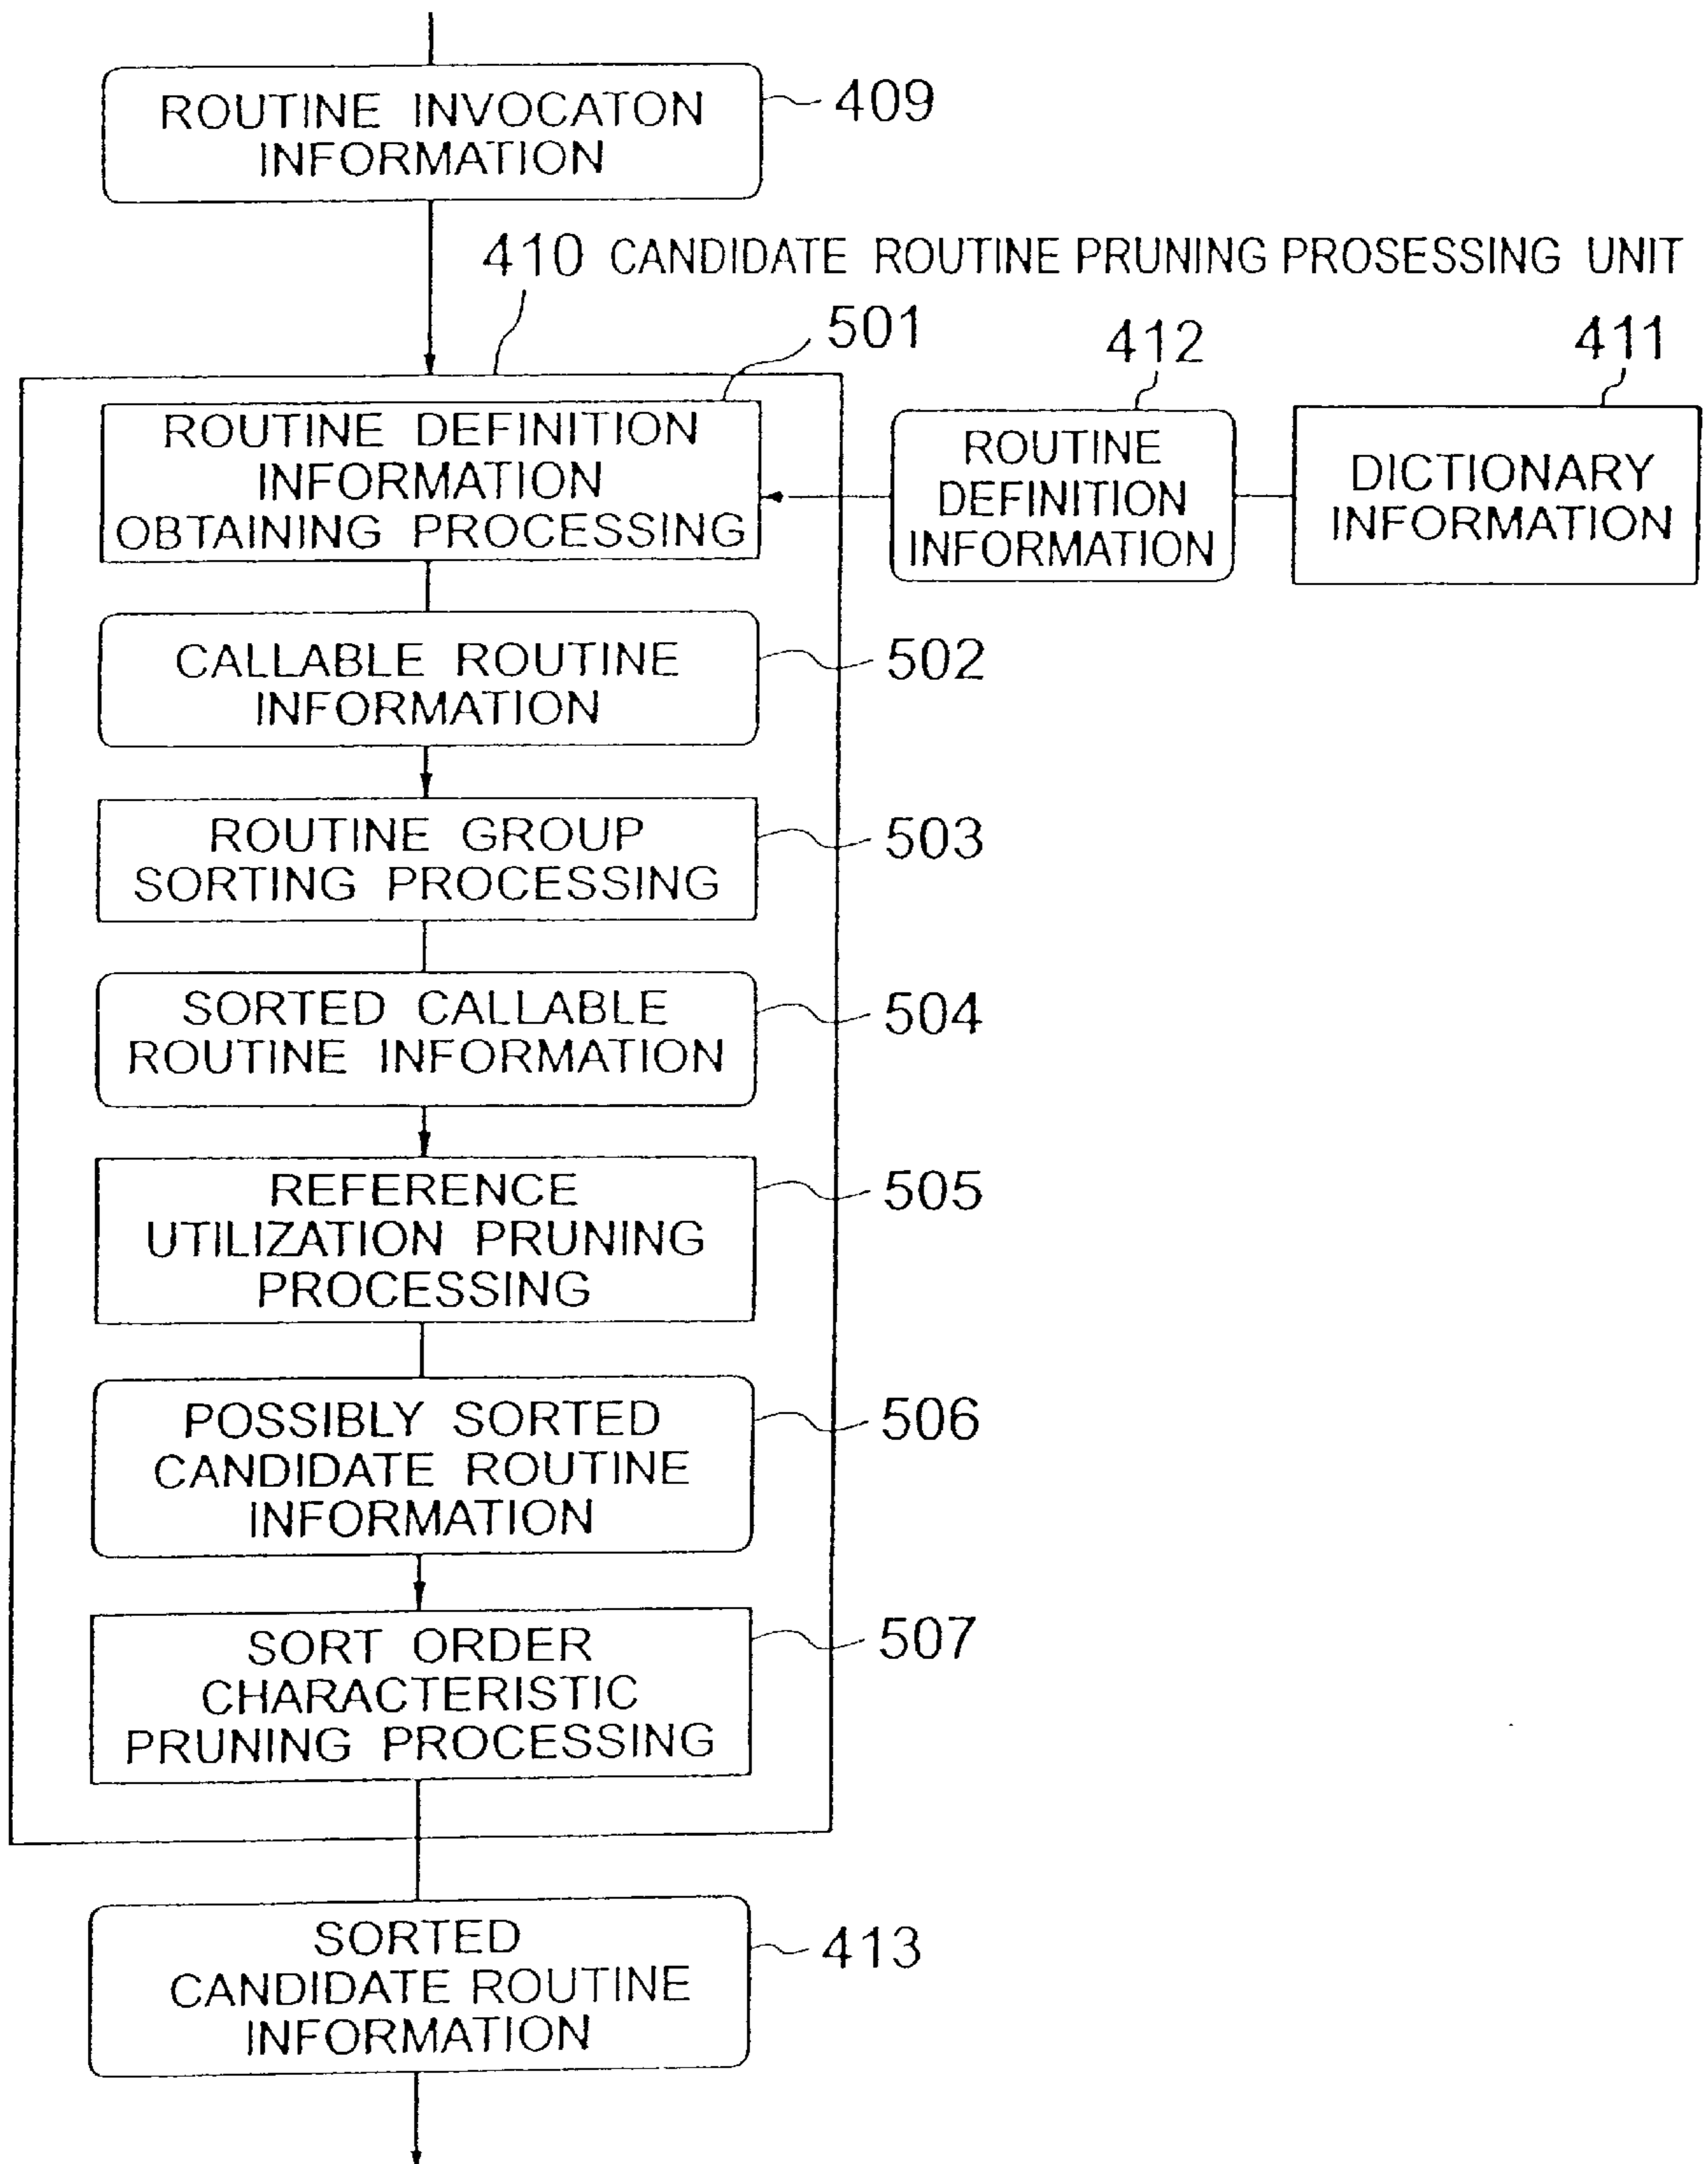 ROUTINE INVOCATON
INFORMATION
409
410 CANDIDATE ROUTINE PRUNING PROSESSING UNIT
501
412
411
ROUTINE DEFINITION
INFORMATION
OBTAINING PROCESSING
ROUTINE
DEFINITION
INFORMATION
DICTIONARY
INFORMATION
CALLABLE ROUTINE
INFORMATION
502
ROUTINE GROUP
SORTING PROCESSING
503
SORTED CALLABLE
ROUTINE INFORMATION
504
REFERENCE
UTILIZATION PRUNING
PROCESSING
505
POSSIBLY SORTED
CANDIDATE ROUTINE
INFORMATION
506
SORT ORDER
CHARACTERISTIC
PRUNING PROCESSING
507
SORTED
CANDIDATE ROUTINE
INFORMATION
413